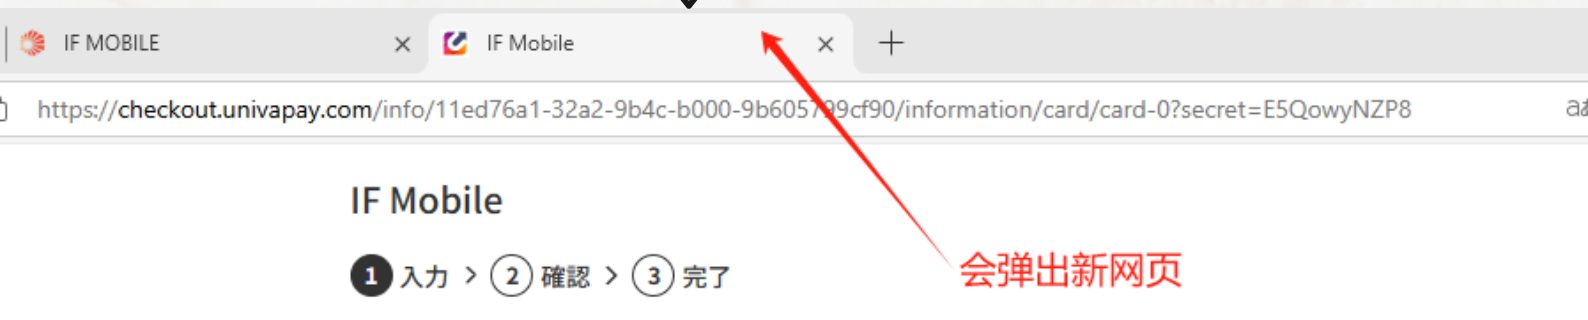 IF MOBILE
IF Mobile
https://checkout.univapay.com/info/11ed76a1-32a2-9b4c-b000-9b605799cf90/information/card/card-0?secret=E5QowyNZP8
IF Mobile
1 入力 > 2 確認 > 3 完了
会弹出新网页